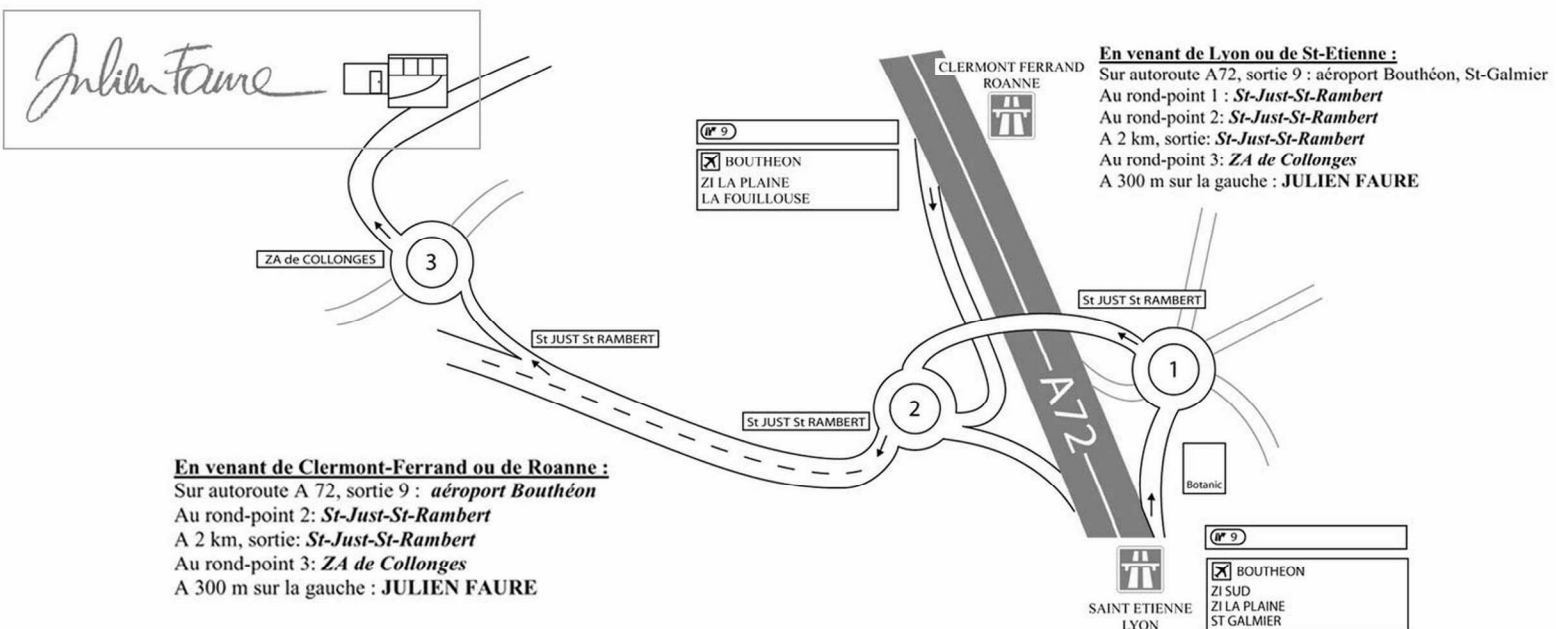 Julien Faure
CLERMONT FERRAND
ROANNE
En venant de Lyon ou de St-Etienne :
Sur autoroute A72, sortie 9 : aéroport Bouthéon, St-Galmier
Au rond-point 1 : St-Just-St-Rambert
Au rond-point 2: St-Just-St-Rambert
A 2 km, sortie: St-Just-St-Rambert
Au rond-point 3: ZA de Collonges
A 300 m sur la gauche : JULIEN FAURE
N° 9
BOUTHEON
ZI LA PLAINE
LA FOUILLOUSE
ZA de COLLONGES
3
St JUST St RAMBERT
St JUST St RAMBERT
1
2
St JUST St RAMBERT
A72
Botanic
En venant de Clermont-Ferrand ou de Roanne :
Sur autoroute A 72, sortie 9 : aéroport Bouthéon
Au rond-point 2: St-Just-St-Rambert
A 2 km, sortie: St-Just-St-Rambert
Au rond-point 3: ZA de Collonges
A 300 m sur la gauche : JULIEN FAURE
N° 9
BOUTHEON
ZI SUD
ZI LA PLAINE
ST GALMIER
SAINT ETIENNE
LYON